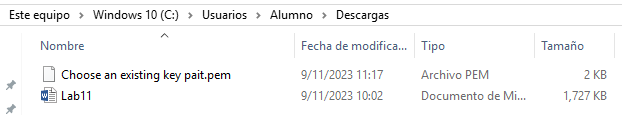 Este equipo > Windows 10 (C:) > Usuarios > Alumno > Descargas
Nombre Fecha de modifica... Tipo Tamaño
Choose an existing key pait.pem 9/11/2023 11:17 Archivo PEM 2 KB
Lab11 9/11/2023 10:02 Documento de Mi... 1,727 KB